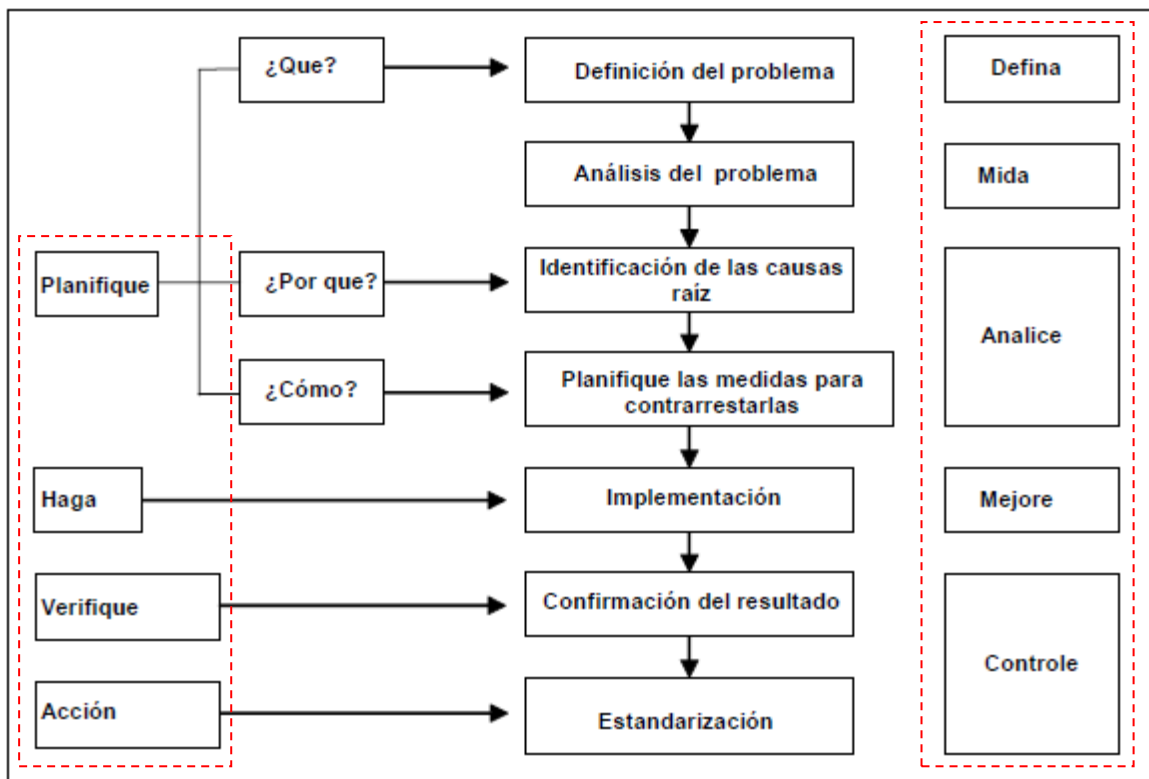 ¿Que?
Definición del problema
Defina
Análisis del problema
Mida
Planifique
¿Por que?
Identificación de las causas
raíz
Analice
¿Cómo?
Planifique las medidas para
contrarrestarlas
Haga
Implementación
Mejore
Verifique
Confirmación del resultado
Controle
Acción
Estandarización